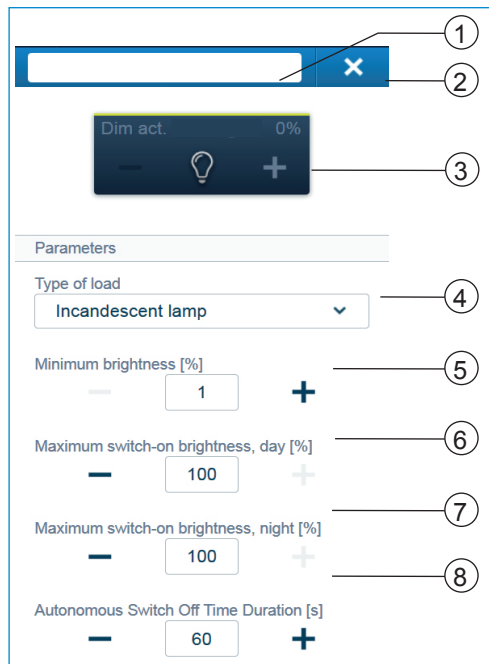 1
2
Dim act. 0%
3
Parameters
Type of load
Incandescent lamp
4
Minimum brightness [%]
5
1
Maximum switch-on brightness, day [%]
6
100
7
Maximum switch-on brightness, night [%]
100
8
Autonomous Switch Off Time Duration [s]
60